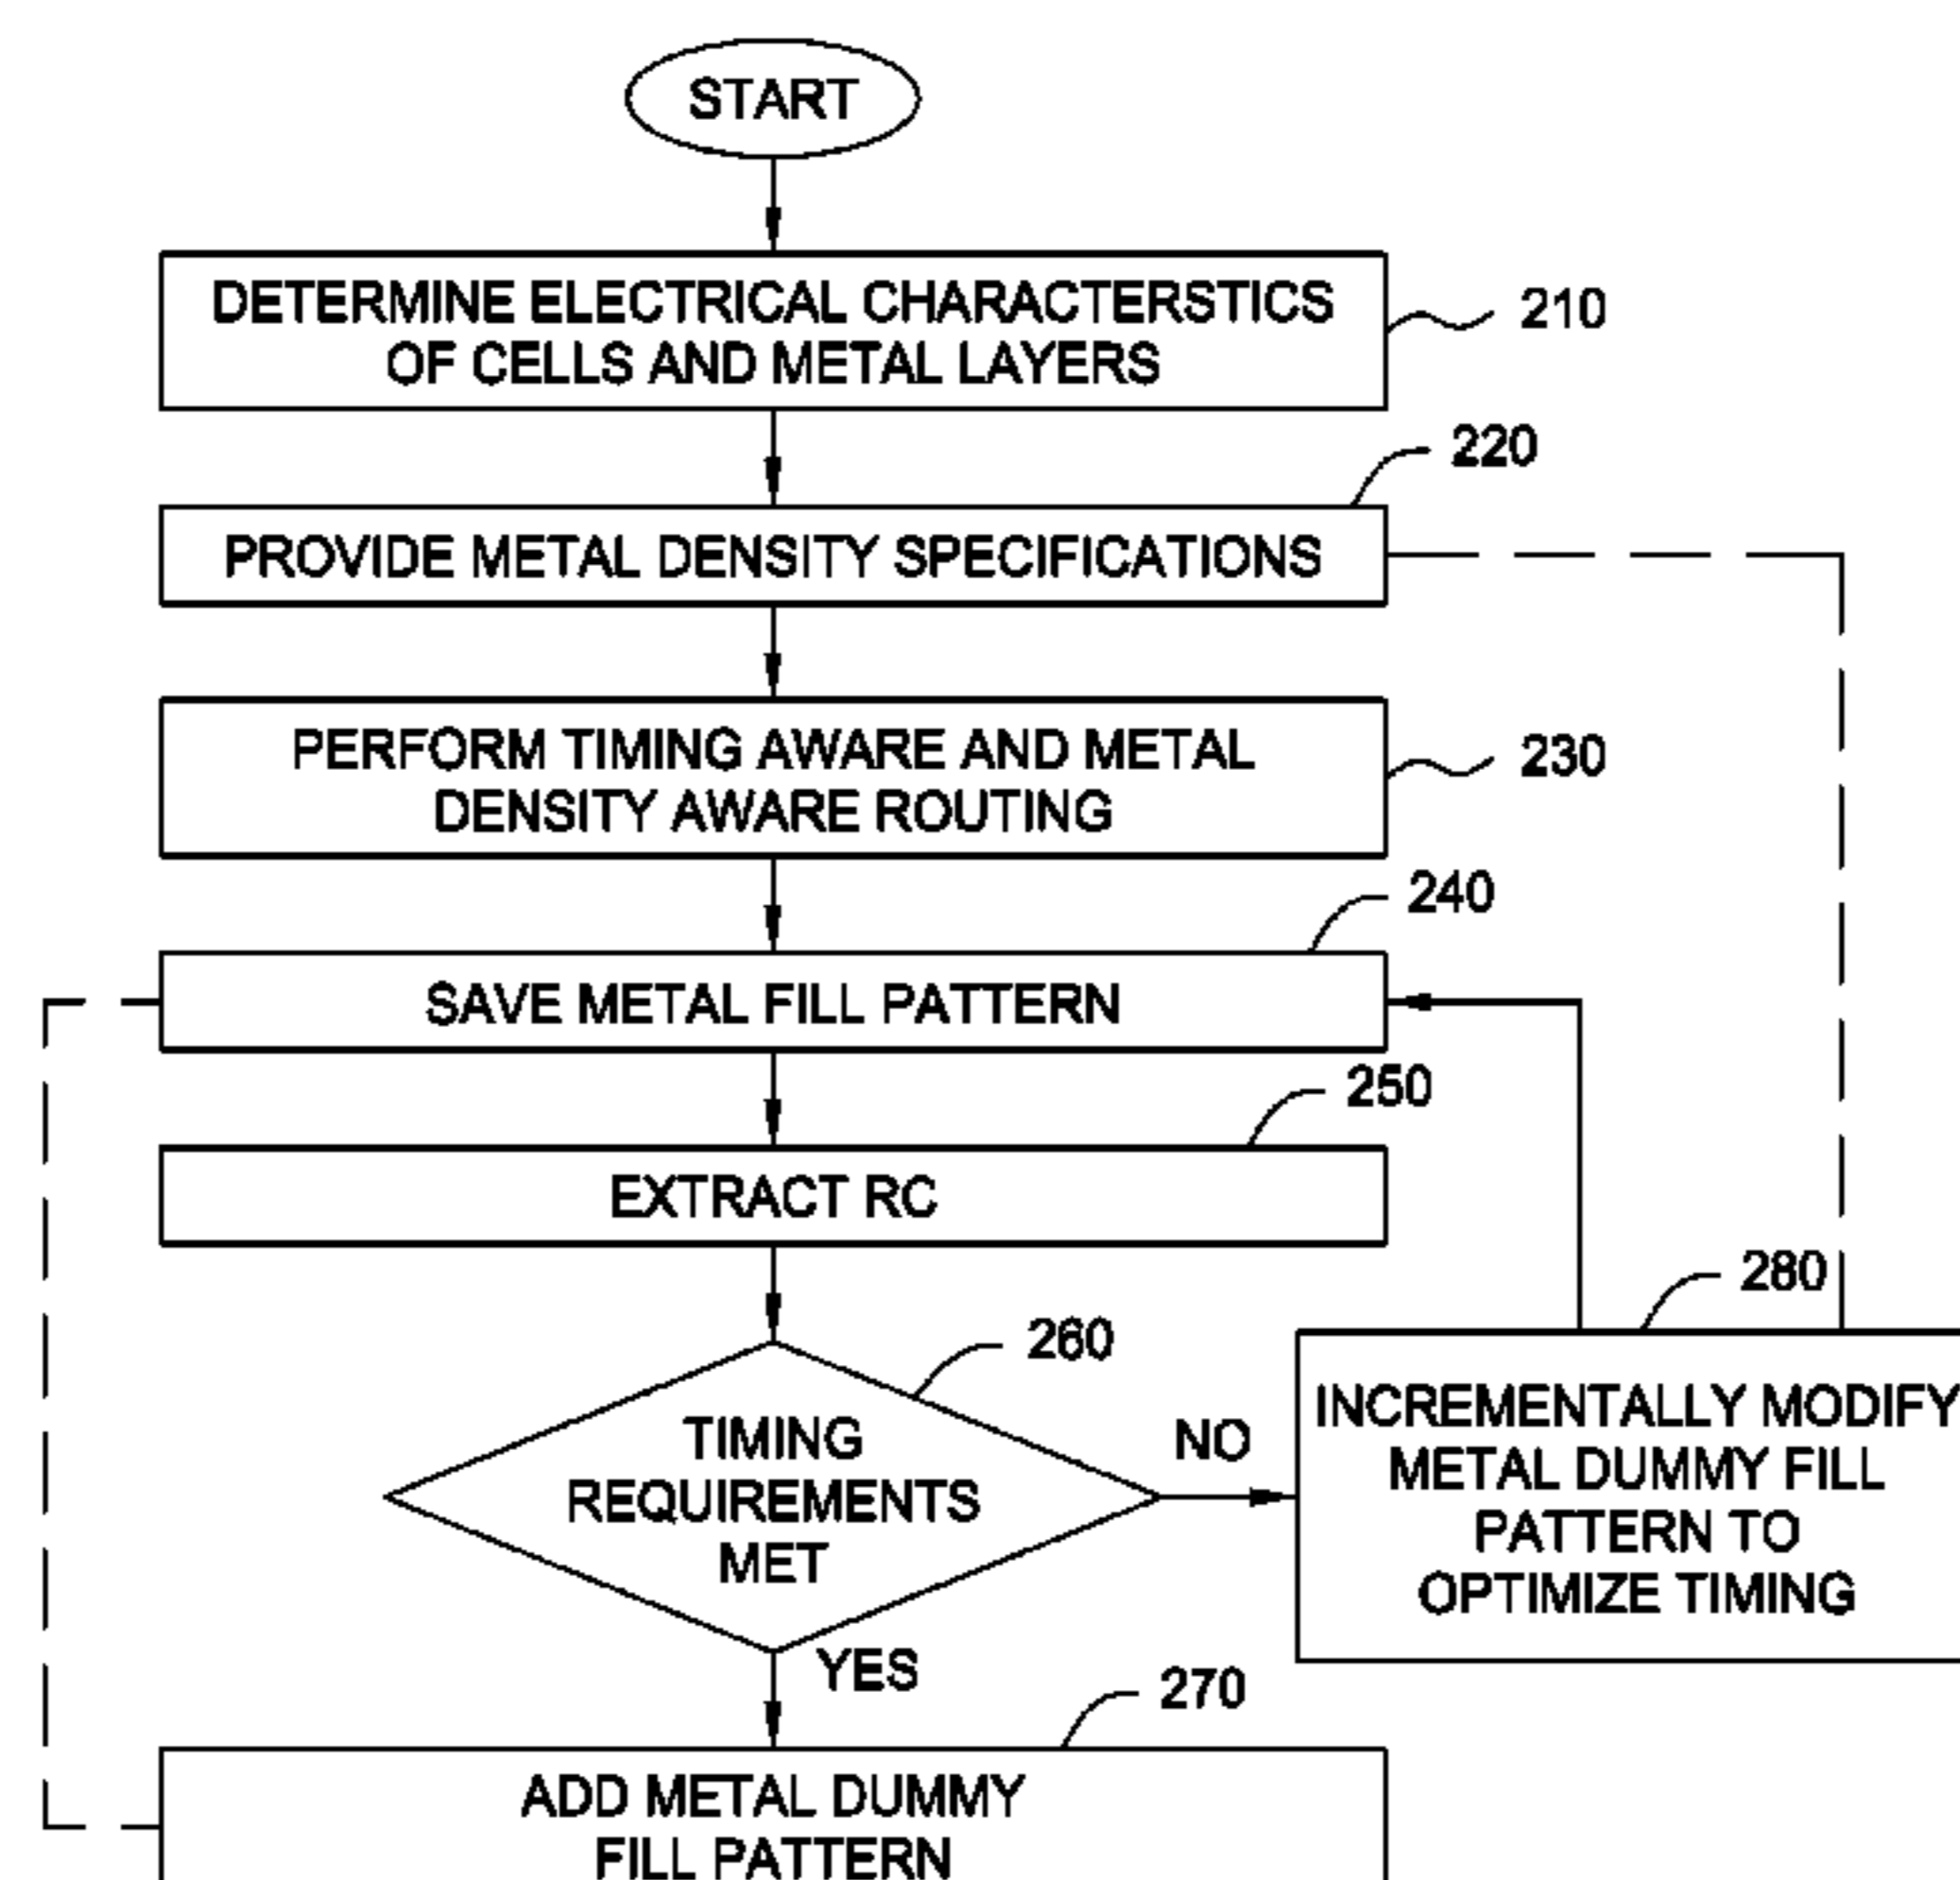 START
DETERMINE ELECTRICAL CHARACTERSTICS
OF CELLS AND METAL LAYERS
210
220
PROVIDE METAL DENSITY SPECIFICATIONS
PERFORM TIMING AWARE AND METAL
DENSITY AWARE ROUTING
230
240
SAVE METAL FILL PATTERN
250
EXTRACT RC
260
TIMING
REQUIREMENTS
MET
NO
280
INCREMENTALLY MODIFY
METAL DUMMY FILL
PATTERN TO
OPTIMIZE TIMING
YES
270
ADD METAL DUMMY
FILL PATTERN